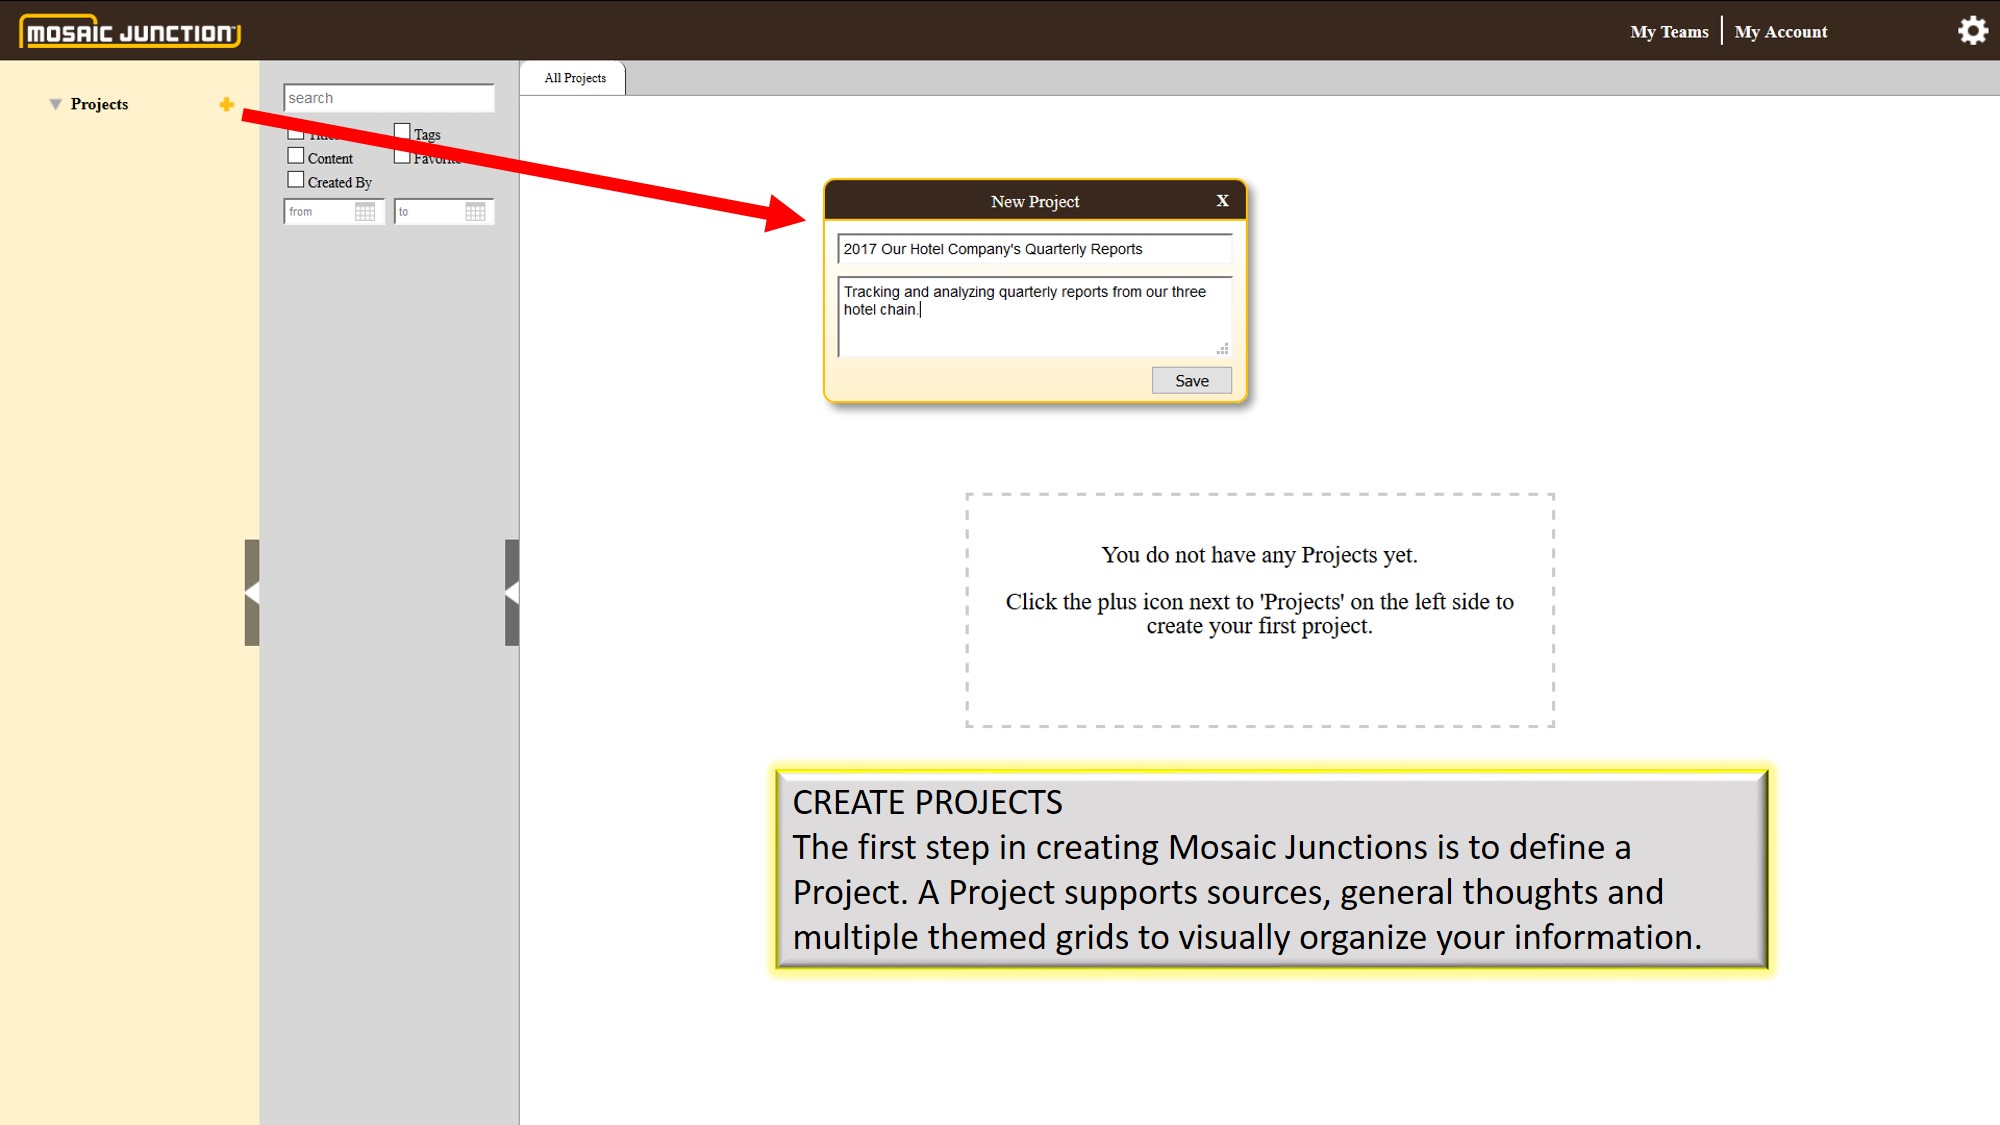 MOSAIC JUNCTION
My Teams
My Account
Projects
search
Tags
Content
Created By
from
to
All Projects
New Project
X
2017 Our Hotel Company's Quarterly Reports
Tracking and analyzing quarterly reports from our three
hotel chain.
Save
You do not have any Projects yet.
Click the plus icon next to 'Projects' on the left side to
create your first project.
CREATE PROJECTS
The first step in creating Mosaic Junctions is to define a
Project. A Project supports sources, general thoughts and
multiple themed grids to visually organize your information.